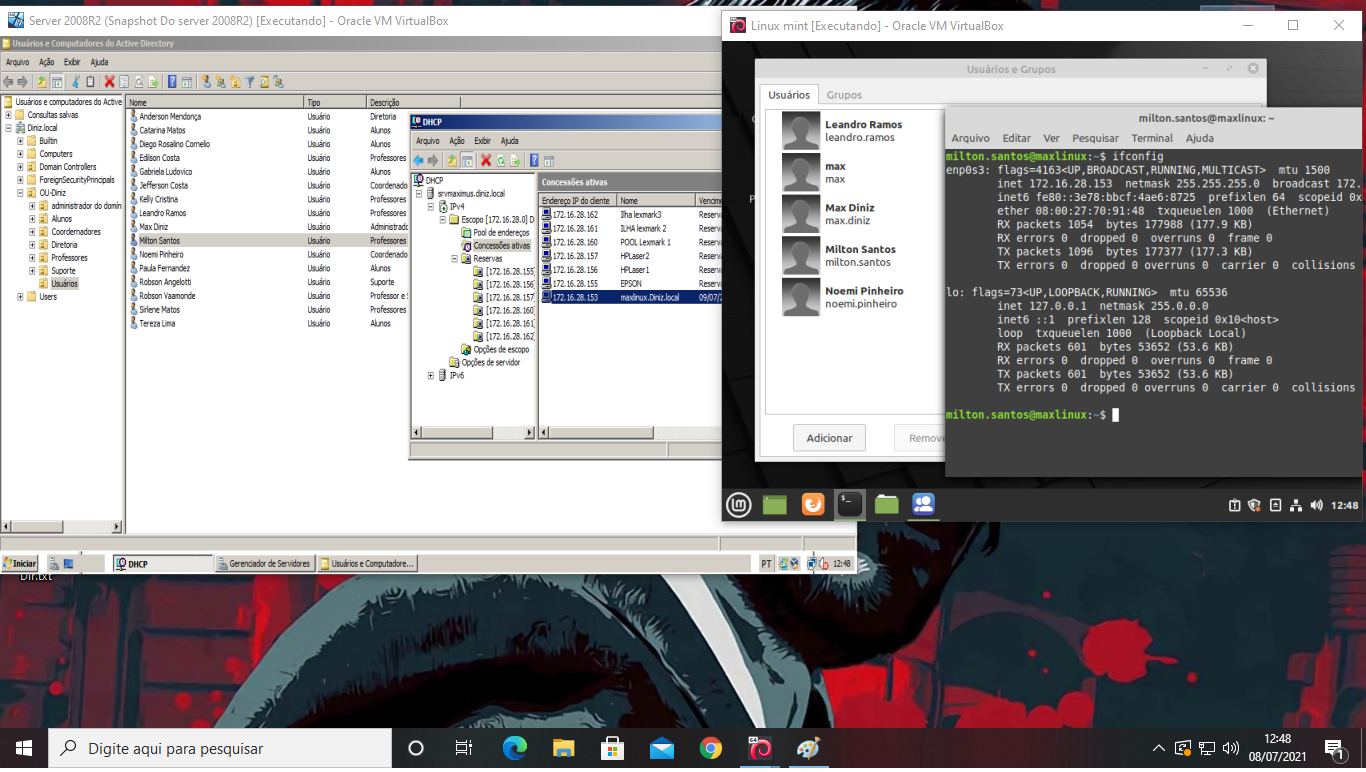 Server 2008R2 (Snapshot Do server 2008R2) [Executando] - Oracle VM VirtualBox
Usuários e Computadores do Active Directory
Arquivo Ação Exibir Ajuda
Usuários e computadores do Active
Consultas salvas
Diniz.local
Builtin
Computers
Domain Controllers
ForeignSecurityPrincipals
OU-Diniz
administrador do domín
Alunos
Coordernadores
Diretoria
Professores
Suporte
Usuários
Users
Nome Tipo Descrição
Anderson Mendonça Usuário Diretoria
Catarina Matos Usuário Alunos
Diego Rosalino Cornelio Usuário Alunos
Edilson Costa Usuário Professores
Gabriela Ludovico Usuário Alunos
Jefferson Costa Usuário Coordenado
Kelly Cristina Usuário Professores
Leandro Ramos Usuário Professores
Max Diniz Usuário Administrado
Milton Santos Usuário Professores
Noemi Pinheiro Usuário Coordenado
Paula Fernandez Usuário Alunos
Robson Angelotti Usuário Suporte
Robson Vaamonde Usuário Professor e S
Sirlene Matos Usuário Professores
Tereza Lima Usuário Alunos
DHCP
Arquivo Ação Exibir Ajuda
DHCP
srvmaximus.diniz.local
IPv4
Escopo [172.16.28.0] D
Pool de endereços
Concessões ativas
Reservas
[172.16.28.155]
[172.16.28.156]
[172.16.28.157]
[172.16.28.160]
[172.16.28.161]
[172.16.28.162]
Opções de escopo
Opções de servidor
IPv6
Concessões ativas
Endereço IP do cliente Nome Vencime
172.16.28.162 Ilha lexmark3 Reserva
172.16.28.161 ILHA lexmark 2 Reserva
172.16.28.160 POOL Lexmark 1 Reserva
172.16.28.157 HPLaser2 Reserva
172.16.28.156 HPLaser1 Reserva
172.16.28.155 EPSON Reserva
172.16.28.153 maxlinux.Diniz.local 09/07/2
Iniciar DHCP Gerenciador de Servidores Usuários e Computadore... PT 12:48
Linux mint [Executando] - Oracle VM VirtualBox
Usuários e Grupos
Usuários Grupos
Leandro Ramos
leandro.ramos
max
max
Max Diniz
max.diniz
Milton Santos
milton.santos
Noemi Pinheiro
noemi.pinheiro
Adicionar Remove
milton.santos@maxlinux: ~
Arquivo Editar Ver Pesquisar Terminal Ajuda
milton.santos@maxlinux:~$ ifconfig
enp0s3: flags=4163<UP,BROADCAST,RUNNING,MULTICAST> mtu 1500
inet 172.16.28.153 netmask 255.255.255.0 broadcast 172.
inet6 fe80::3e78:bbcf:4ae6:8725 prefixlen 64 scopeid 0x
ether 08:00:27:70:91:48 txqueuelen 1000 (Ethernet)
RX packets 1054 bytes 177988 (177.9 KB)
RX errors 0 dropped 0 overruns 0 frame 0
TX packets 1096 bytes 177377 (177.3 KB)
TX errors 0 dropped 0 overruns 0 carrier 0 collisions
lo: flags=73<UP,LOOPBACK,RUNNING> mtu 65536
inet 127.0.0.1 netmask 255.0.0.0
inet6 ::1 prefixlen 128 scopeid 0x10<host>
loop txqueuelen 1000 (Loopback Local)
RX packets 601 bytes 53652 (53.6 KB)
RX errors 0 dropped 0 overruns 0 frame 0
TX packets 601 bytes 53652 (53.6 KB)
TX errors 0 dropped 0 overruns 0 carrier 0 collisions
milton.santos@maxlinux:~$
12:48
Dir.txt
Digite aqui para pesquisar
12:48
08/07/2021
1